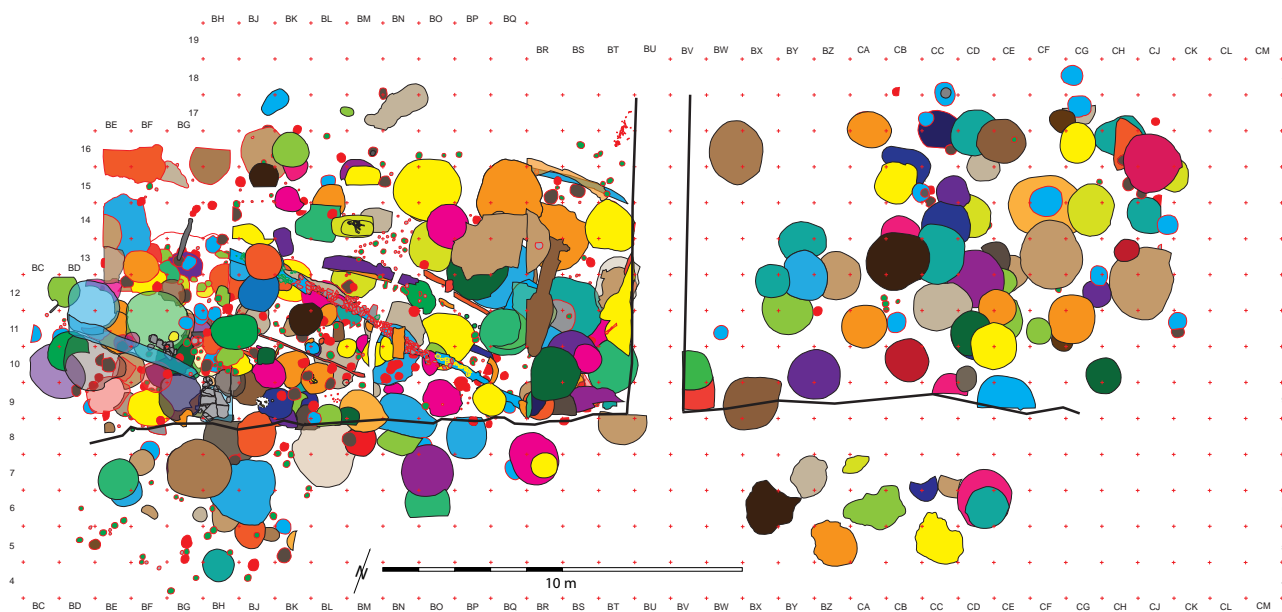 BH BJ BK BL BM BN BO BP BQ
19
BR BS BT BU BV BW BX BY BZ CA CB CC CD CE CF CG CH CJ CK CL CM
18
17
BE BF BG
16
15
14
13
BC BD
12
11
10
9
8
7
6
5
4
N
10 m
BC BD BE BF BG BH BJ BK BL BM BN BO BP BQ BR BS BT BU BV BW BX BY BZ CA CB CC CD CE CF CG CH CJ CK CL CM